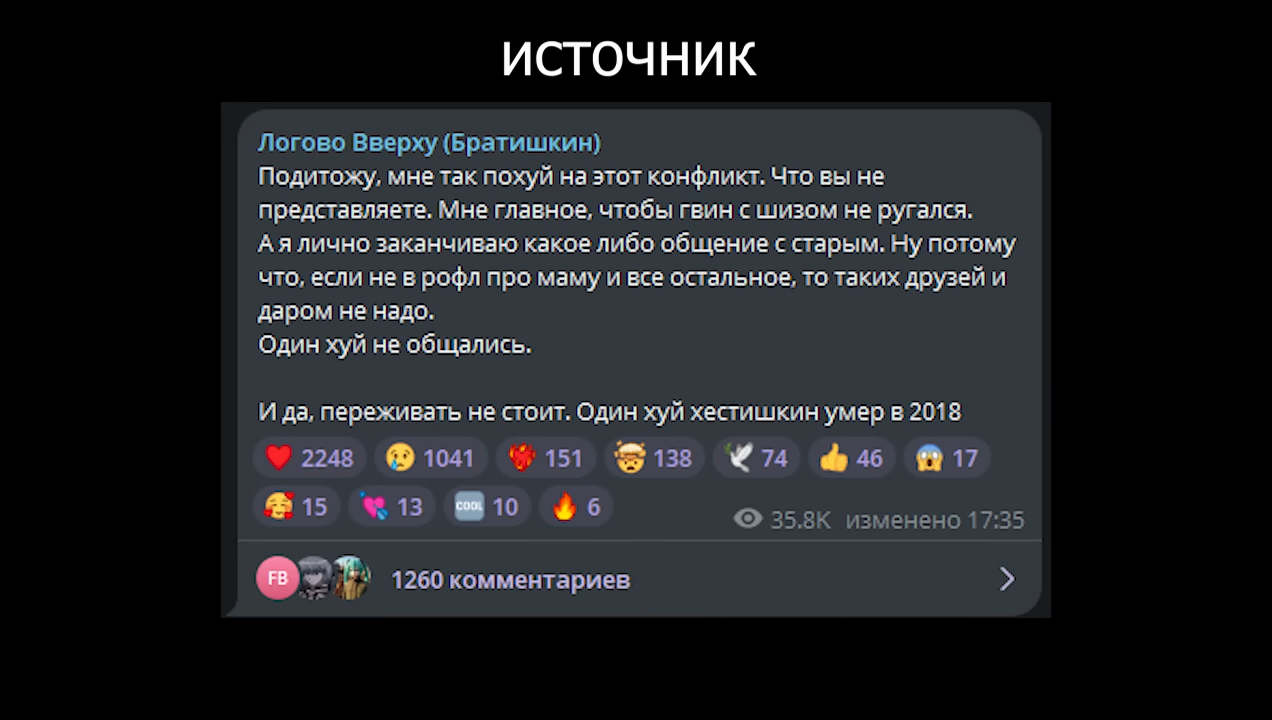 источник
Логово Вверху (Братишкин)
Подитожу, мне так похуй на этот конфликт. Что вы не
представляете. Мне главное, чтобы гвин с шизом не ругался.
А я лично заканчиваю какое либо общение с старым. Ну потому
что, если не в рофл про маму и все остальное, то таких друзей и
даром не надо.
Один хуй не общались.
И да, переживать не стоит. Один хуй хестишкин умер в 2018
2248 1041 151 138 74 46 17
15 13 COOL 10 6
35.8K изменено 17:35
FB 1260 комментариев